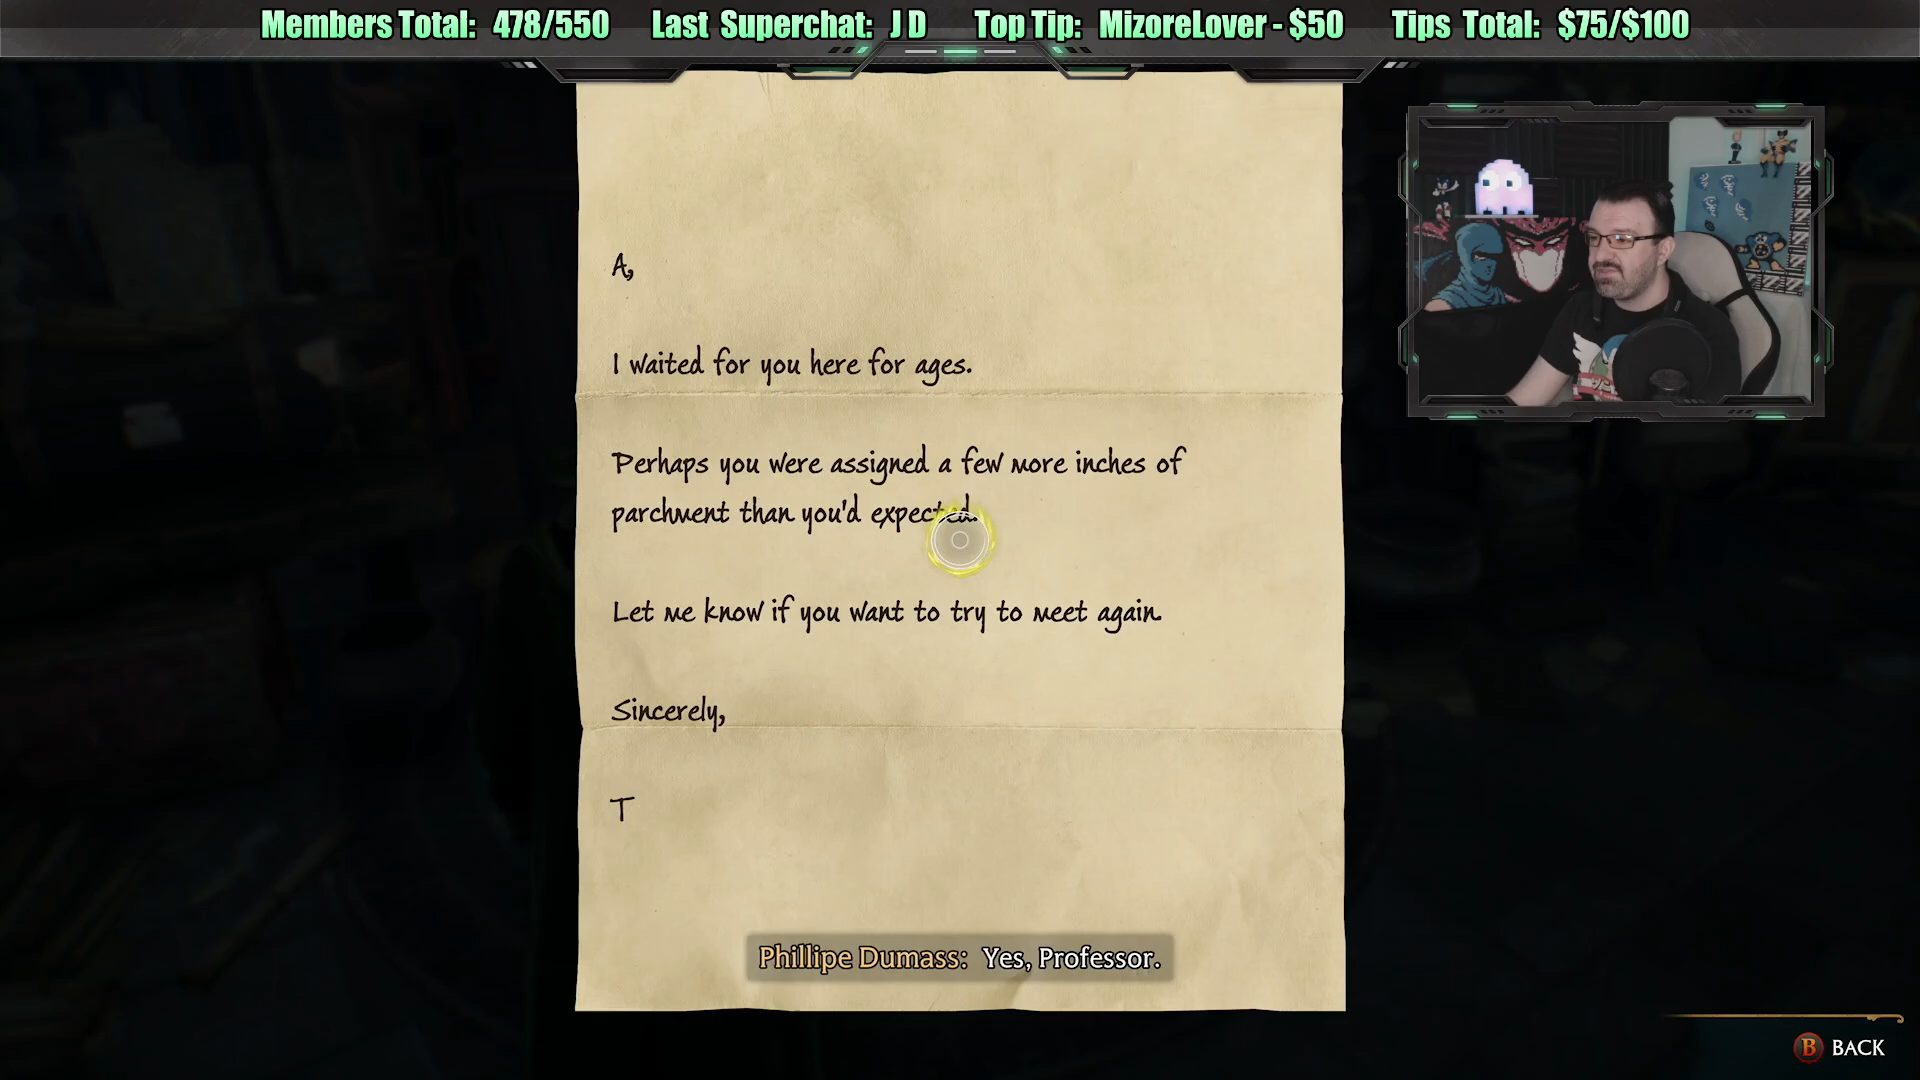 Members Total: 478/550 Last Superchat: J D Top Tip: MizoreLover - $50 Tips Total: $75/$100
A,
I waited for you here for ages.
Perhaps you were assigned a few more inches of
parchment than you'd expected.
Let me know if you want to try to meet again.
Sincerely,
T
Phillipe Dumass: Yes, Professor.
B BACK